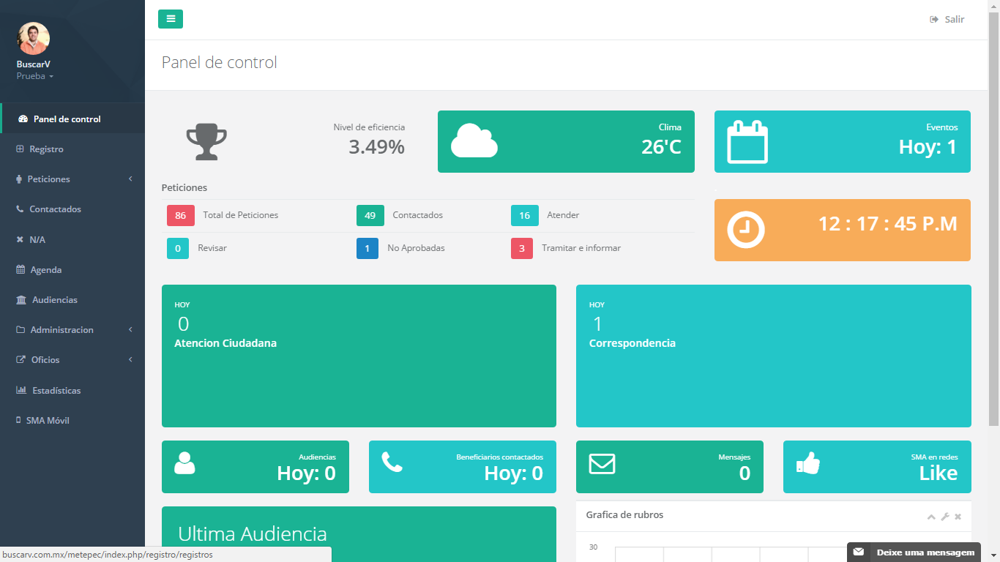 Salir
BuscarV
Prueba
Panel de control
Panel de control
Registro
Peticiones
Contactados
N/A
Agenda
Audiencias
Administracion
Oficios
Estadísticas
SMA Móvil
Nivel de eficiencia
3.49%
Clima
26'C
Eventos
Hoy: 1
Peticiones
86 Total de Peticiones
49 Contactados
16 Atender
0 Revisar
1 No Aprobadas
3 Tramitar e informar
12 : 17 : 45 P.M
HOY
0
Atencion Ciudadana
HOY
1
Correspondencia
Audiencias
Hoy: 0
Beneficiarios contactados
Hoy: 0
Mensajes
0
SMA en redes
Like
Ultima Audiencia
Grafica de rubros
30
Deixe uma mensagem
buscarv.com.mx/metepec/index.php/registro/registros